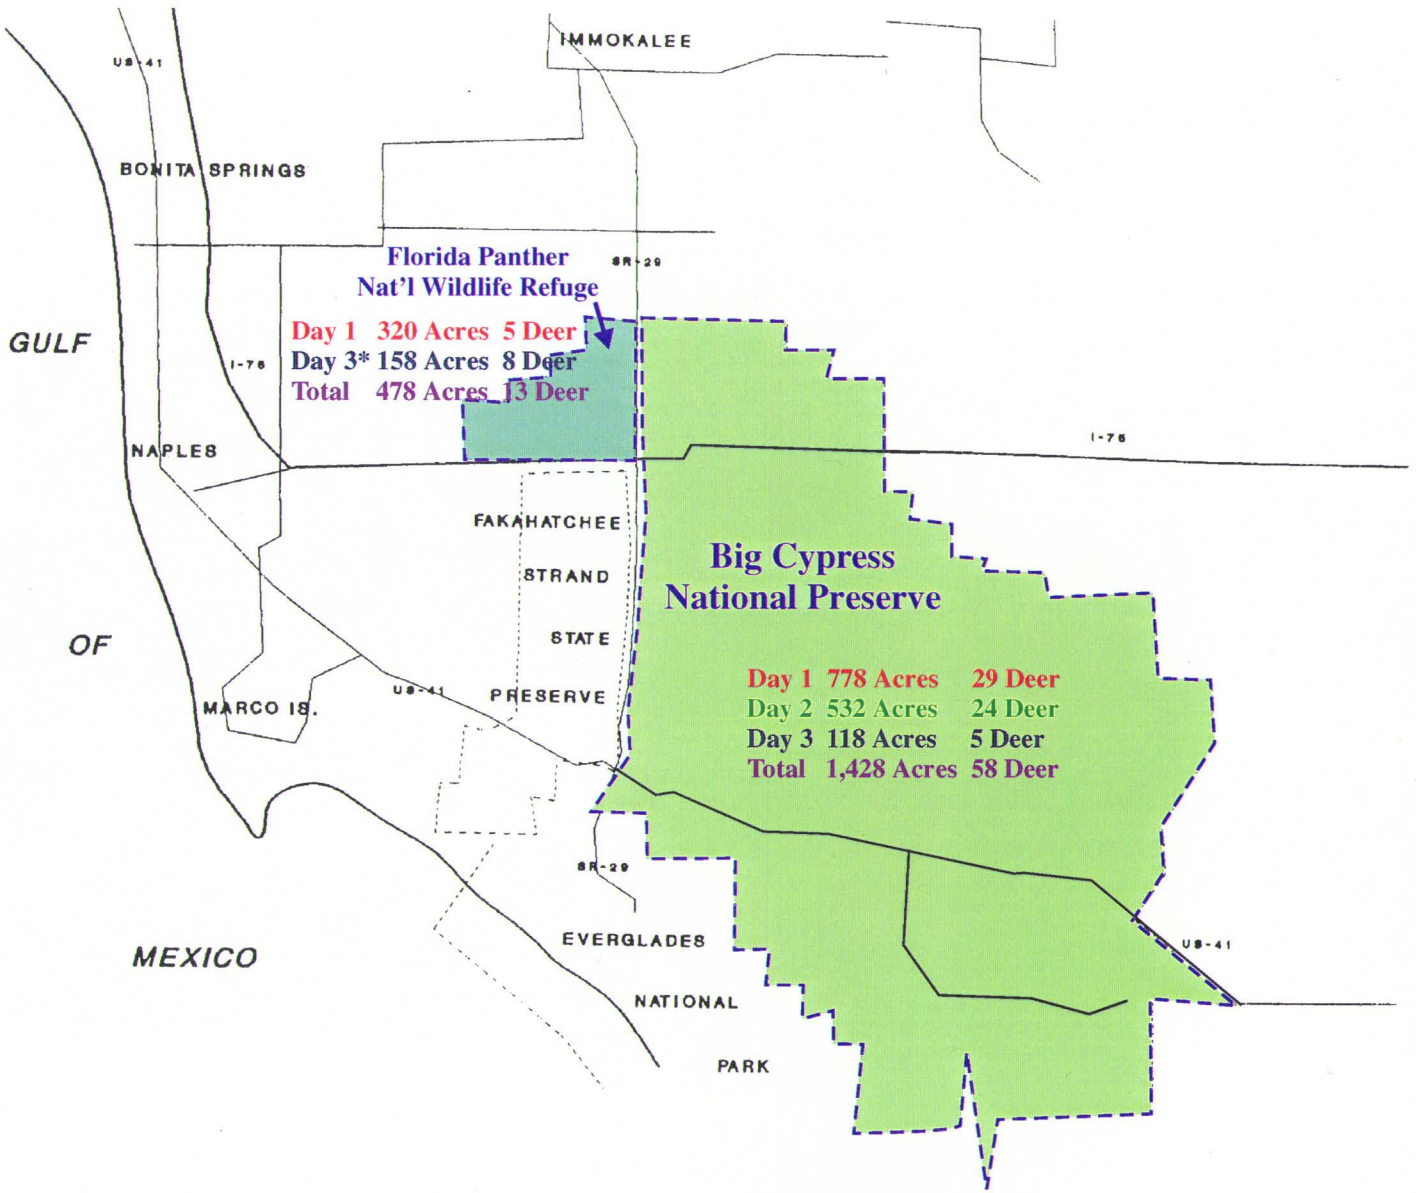 IMMOKALEE
US-41
BONITA SPRINGS
Florida Panther
Nat'l Wildlife Refuge
SR-29
Day 1 320 Acres 5 Deer
Day 3* 158 Acres 8 Deer
Total 478 Acres 13 Deer
GULF
I-75
I-75
NAPLES
FAKAHATCHEE
STRAND
STATE
PRESERVE
Big Cypress
National Preserve
OF
Day 1 778 Acres 29 Deer
Day 2 532 Acres 24 Deer
Day 3 118 Acres 5 Deer
Total 1,428 Acres 58 Deer
US-41
MARCO IS.
SR-29
EVERGLADES
NATIONAL
PARK
US-41
MEXICO